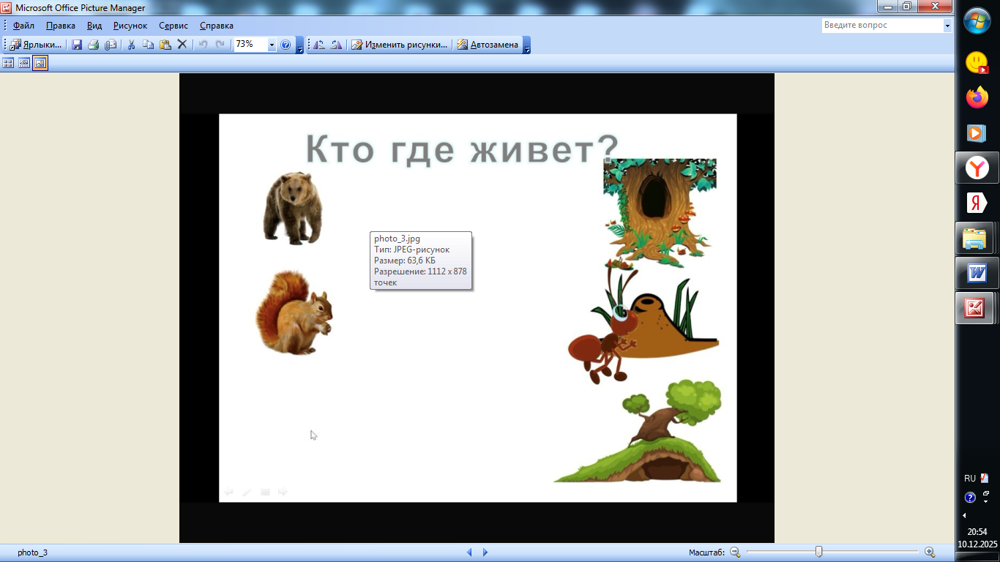 Microsoft Office Picture Manager
Файл Правка Вид Рисунок Сервис Справка
Введите вопрос
Ярлыки... 73% Изменить рисунки... Автозамена
Кто где живет?
photo_3.jpg
Тип: JPEG-рисунок
Размер: 63,6 КБ
Разрешение: 1112 x 878
точек
RU
20:54
10.12.2025
photo_3
Масштаб: